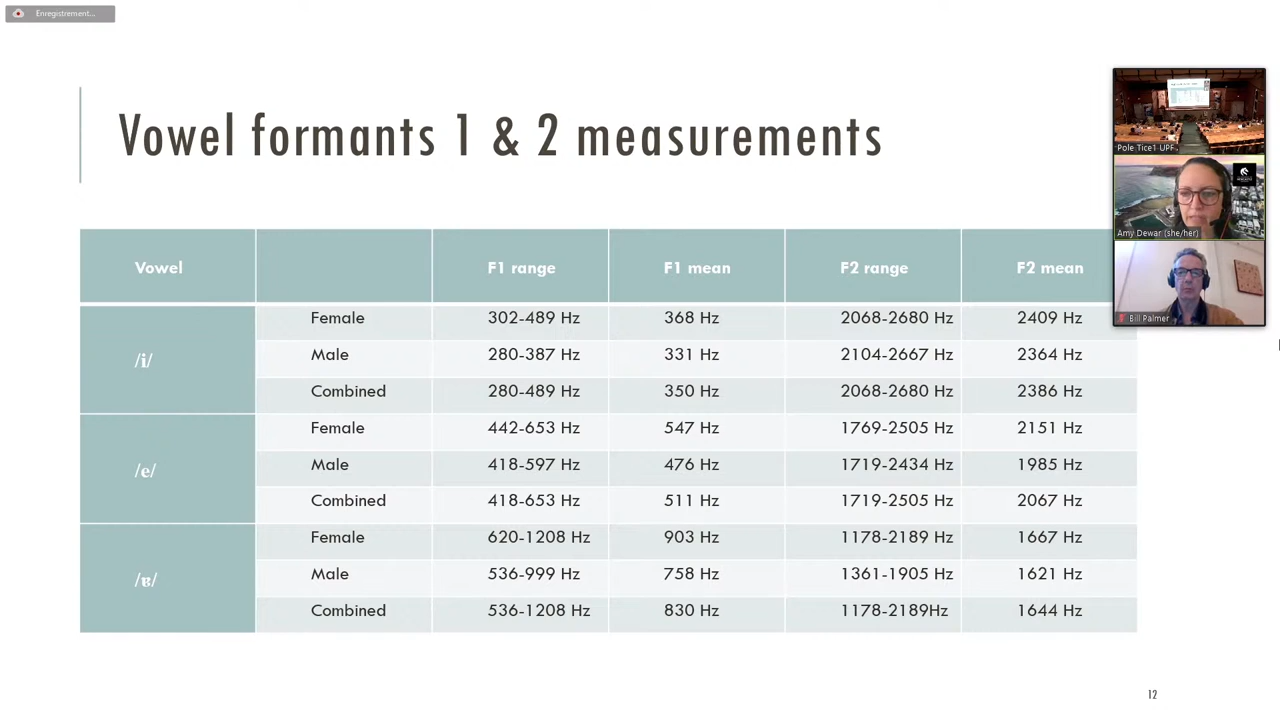 Enregistrement...
Vowel formants 1 & 2 measurements
Pole Tice1 UPF
Amy Dewar (she/her)
Bill Palmer
Vowel F1 range F1 mean F2 range F2 mean
/i/ Female 302-489 Hz 368 Hz 2068-2680 Hz 2409 Hz
Male 280-387 Hz 331 Hz 2104-2667 Hz 2364 Hz
Combined 280-489 Hz 350 Hz 2068-2680 Hz 2386 Hz
/e/ Female 442-653 Hz 547 Hz 1769-2505 Hz 2151 Hz
Male 418-597 Hz 476 Hz 1719-2434 Hz 1985 Hz
Combined 418-653 Hz 511 Hz 1719-2505 Hz 2067 Hz
/ɐ/ Female 620-1208 Hz 903 Hz 1178-2189 Hz 1667 Hz
Male 536-999 Hz 758 Hz 1361-1905 Hz 1621 Hz
Combined 536-1208 Hz 830 Hz 1178-2189Hz 1644 Hz
12